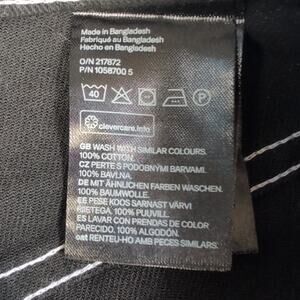 Made in Bangladesh
Fabriqué au Bangladesh
Hecho en Bangladesh
O/N 217872
P/N 1058700 5
40
P
clevercare.info
GB WASH WITH SIMILAR COLOURS.
100% COTTON.
CZ PERTE S PODOBNÝMI BARVAMI.
100% BAVLNA.
DE MIT ÄHNLICHEN FARBEN WASCHEN.
100% BAUMWOLLE.
EE PESE KOOS SARNAST VÄRVI
RIIETEGA. 100% PUUVILL.
ES LAVAR CON PRENDAS DE COLOR
PARECIDO. 100% ALGODÓN.
cat RENTEU-HO AMB PECES SIMILARS.